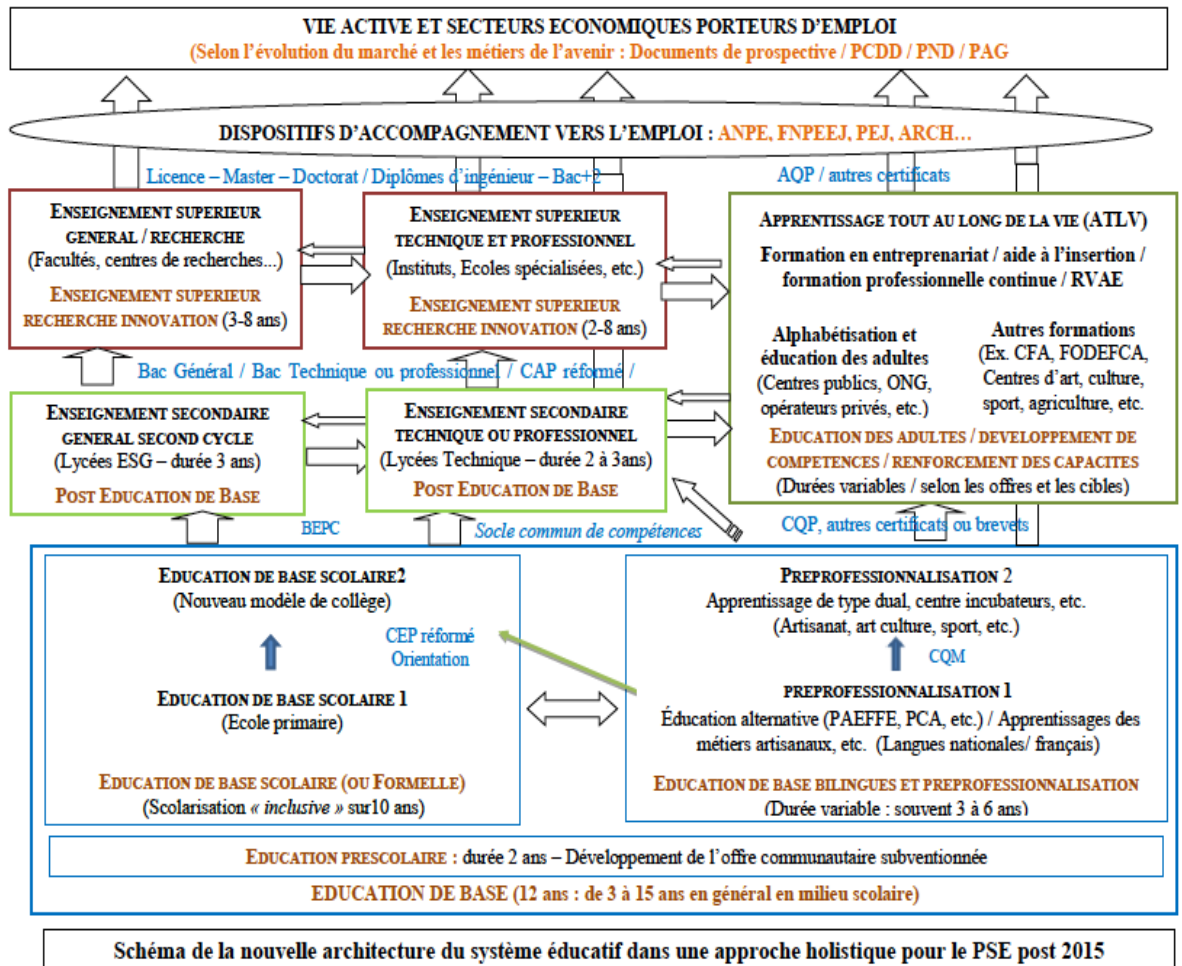 VIE ACTIVE ET SECTEURS ECONOMIQUES PORTEURS D'EMPLOI
(Selon l'évolution du marché et les métiers de l'avenir : Documents de prospective / PCDD / PND / PAG
DISPOSITIFS D'ACCOMPAGNEMENT VERS L'EMPLOI : ANPE, FNPEEJ, PEJ, ARCH…
Licence – Master – Doctorat / Diplômes d'ingénieur – Bac+2
AQP / autres certificats
ENSEIGNEMENT SUPERIEUR
GENERAL / RECHERCHE
(Facultés, centres de recherches...)
ENSEIGNEMENT SUPERIEUR
RECHERCHE INNOVATION (3-8 ans)
ENSEIGNEMENT SUPERIEUR
TECHNIQUE ET PROFESSIONNEL
(Instituts, Ecoles spécialisées, etc.)
ENSEIGNEMENT SUPERIEUR
RECHERCHE INNOVATION (2-8 ans)
APPRENTISSAGE TOUT AU LONG DE LA VIE (ATLV)
Formation en entreprenariat / aide à l'insertion /
formation professionnelle continue / RVAE
Alphabétisation et
éducation des adultes
(Centres publics, ONG,
opérateurs privés, etc.)
Autres formations
(Ex. CFA, FODEFCA,
Centres d'art, culture,
sport, agriculture, etc.
EDUCATION DES ADULTES / DEVELOPPEMENT DE
COMPETENCES / RENFORCEMENT DES CAPACITES
(Durées variables / selon les offres et les cibles)
Bac Général / Bac Technique ou professionnel / CAP réformé /
ENSEIGNEMENT SECONDAIRE
GENERAL SECOND CYCLE
(Lycées ESG – durée 3 ans)
POST EDUCATION DE BASE
ENSEIGNEMENT SECONDAIRE
TECHNIQUE OU PROFESSIONNEL
(Lycées Technique – durée 2 à 3ans)
POST EDUCATION DE BASE
BEPC
Socle commun de compétences
CQP, autres certificats ou brevets
EDUCATION DE BASE SCOLAIRE2
(Nouveau modèle de collège)
CEP réformé
Orientation
EDUCATION DE BASE SCOLAIRE 1
(Ecole primaire)
EDUCATION DE BASE SCOLAIRE (OU FORMELLE)
(Scolarisation « inclusive » sur10 ans)
PREPROFESSIONNALISATION 2
Apprentissage de type dual, centre incubateurs, etc.
(Artisanat, art culture, sport, etc.)
CQM
PREPROFESSIONNALISATION 1
Éducation alternative (PAEFFE, PCA, etc.) / Apprentissages des
métiers artisanaux, etc. (Langues nationales/ français)
EDUCATION DE BASE BILINGUES ET PREPROFESSIONNALISATION
(Durée variable : souvent 3 à 6 ans)
EDUCATION PRESCOLAIRE : durée 2 ans – Développement de l'offre communautaire subventionnée
EDUCATION DE BASE (12 ans : de 3 à 15 ans en général en milieu scolaire)
Schéma de la nouvelle architecture du système éducatif dans une approche holistique pour le PSE post 2015